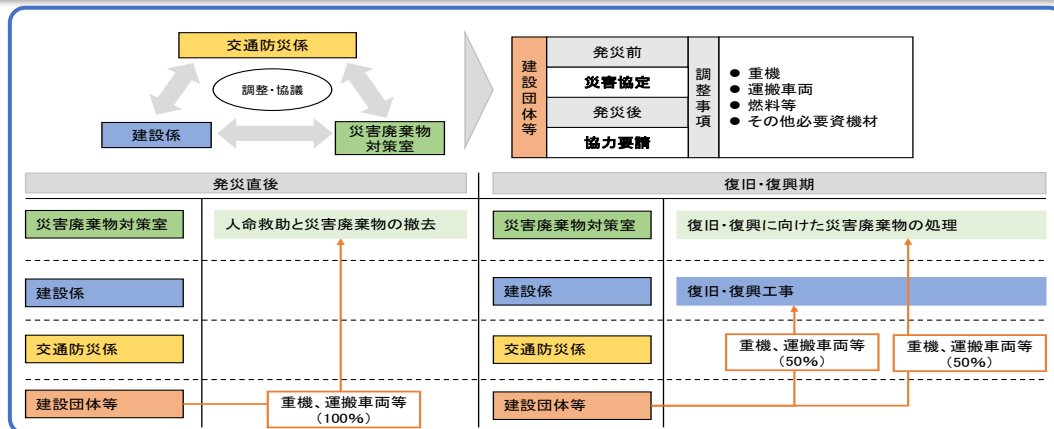 交通防災係
調整・協議
建設係
災害廃棄物
対策室
建設団体等
発災前
災害協定
発災後
協力要請
調整事項
● 重機
● 運搬車両
● 燃料等
● その他必要資機材
発災直後
災害廃棄物対策室
人命救助と災害廃棄物の撤去
建設係
交通防災係
建設団体等
重機、運搬車両等
(100%)
復旧・復興期
災害廃棄物対策室
復旧・復興に向けた災害廃棄物の処理
建設係
復旧・復興工事
交通防災係
重機、運搬車両等
(50%)
重機、運搬車両等
(50%)
建設団体等